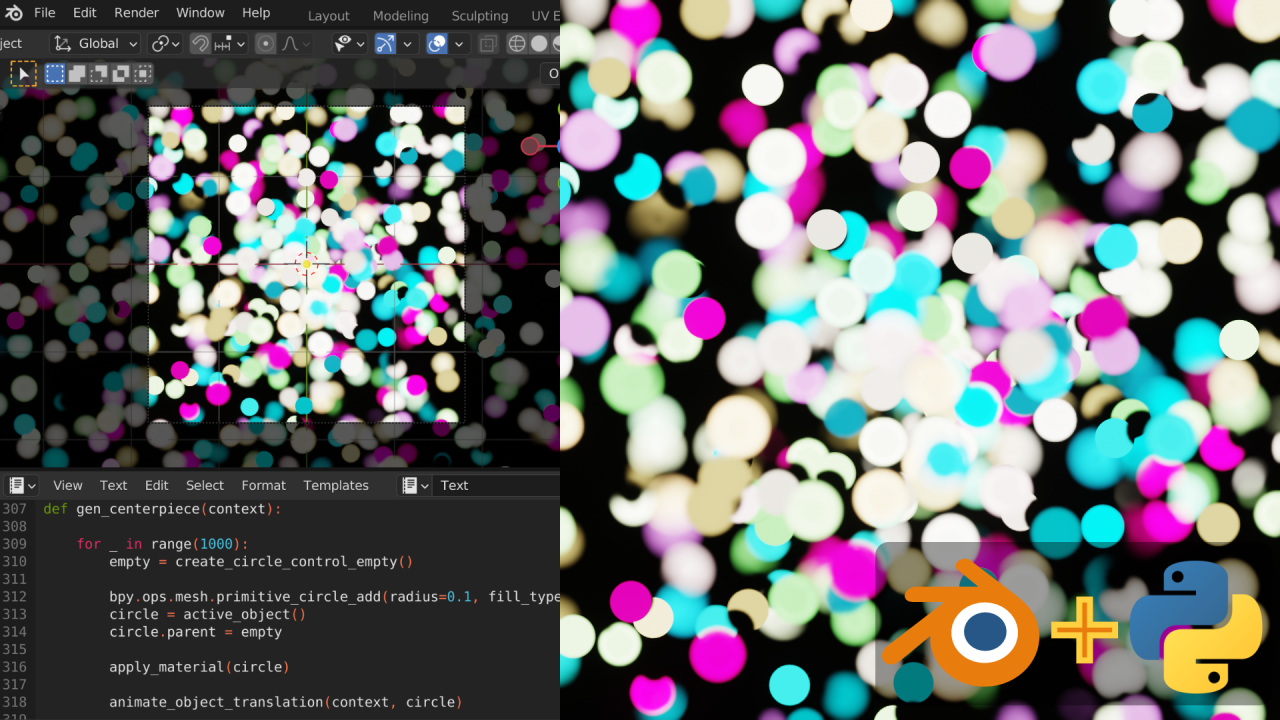 File Edit Render Window Help Layout Modeling Sculpting UV E
ject Global
O
View Text Edit Select Format Templates Text
307 def gen_centerpiece(context):
308
309 for _ in range(1000):
310 empty = create_circle_control_empty()
311
312 bpy.ops.mesh.primitive_circle_add(radius=0.1, fill_type
313 circle = active_object()
314 circle.parent = empty
315
316 apply_material(circle)
317
318 animate_object_translation(context, circle)
319